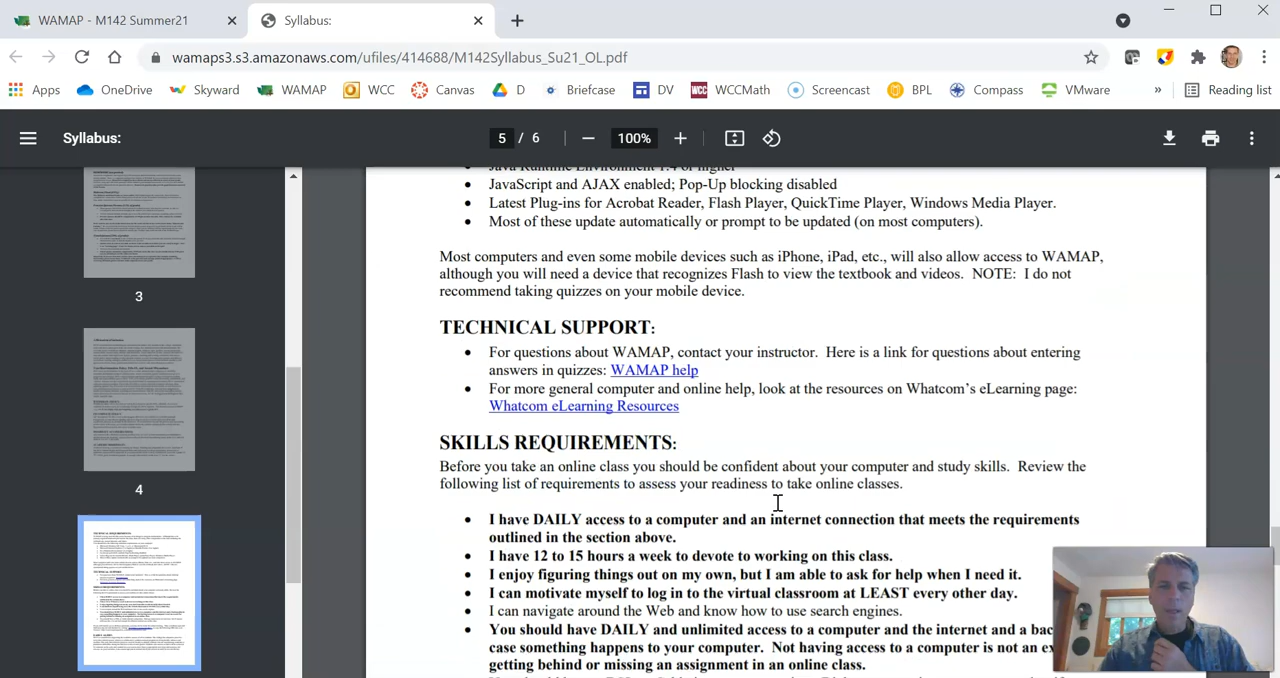 WAMAP - M142 Summer21
Syllabus:
wamaps3.s3.amazonaws.com/ufiles/414688/M142Syllabus_Su21_OL.pdf
Apps OneDrive Skyward WAMAP WCC Canvas D Briefcase DV WCCMath Screencast BPL Compass VMware » Reading list
Syllabus: 5 / 6 100%
3
4
JavaScript and AJAX enabled; Pop-Up blocking disabled
• Latest Plug-ins for Acrobat Reader, Flash Player, QuickTime Player, Windows Media Player.
• Most of these update automatically or prompt to be updated (on most computers).
Most computers and even some mobile devices such as iPhone, iPad, etc., will also allow access to WAMAP,
although you will need a device that recognizes Flash to view the textbook and videos. NOTE: I do not
recommend taking quizzes on your mobile device.
TECHNICAL SUPPORT:
• For questions about WAMAP, contact your instructor. Here is a link for questions about entering
answers in quizzes: WAMAP help
• For more general computer and online help, look at the resources on Whatcom's eLearning page:
Whatcom eLearning Resources
SKILLS REQUIREMENTS:
Before you take an online class you should be confident about your computer and study skills. Review the
following list of requirements to assess your readiness to take online classes.
• I have DAILY access to a computer and an internet connection that meets the requirements
outlined in the section above.
• I have at least 15 hours a week to devote to working on this class.
• I enjoy figuring things out on my own but I am able to ask for help when I need it.
• I can motivate myself to log in to the virtual classroom at LEAST every other day.
• I can manage files and the Web and know how to use search engines.
• You should have DAILY and unlimited access to a computer and the internet and a bac
case something happens to your computer. Not having access to a computer is not an ex
getting behind or missing an assignment in an online class.